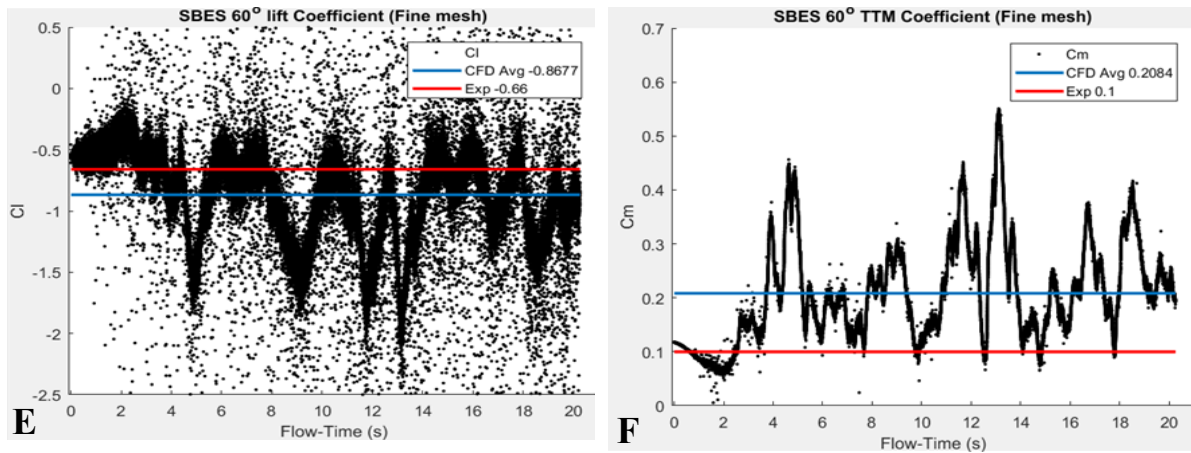 SBES 60° lift Coefficient (Fine mesh)
0.5
0
-0.5
-1
-1.5
-2
-2.5
Cl
Cl
CFD Avg -0.8677
Exp -0.66
0 2 4 6 8 10 12 14 16 18 20
Flow-Time (s)
E
SBES 60° TTM Coefficient (Fine mesh)
0.7
0.6
0.5
0.4
0.3
0.2
0.1
0
Cm
Cm
CFD Avg 0.2084
Exp 0.1
0 2 4 6 8 10 12 14 16 18 20
Flow-Time (s)
F